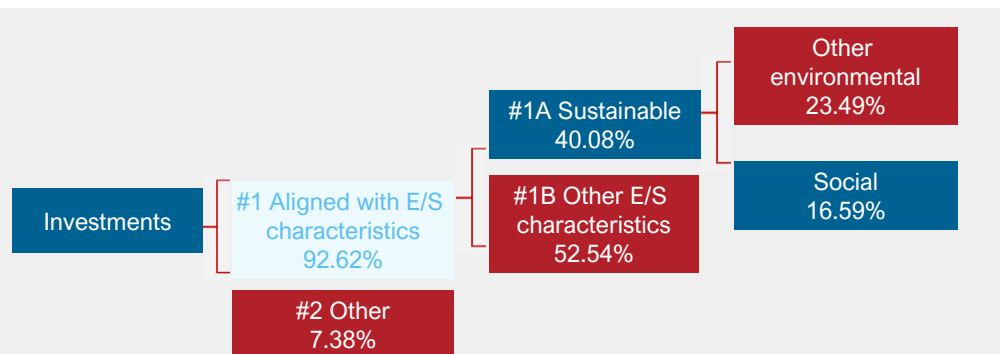 Investments
#1 Aligned with E/S
characteristics
92.62%
#2 Other
7.38%
#1A Sustainable
40.08%
#1B Other E/S
characteristics
52.54%
Other
environmental
23.49%
Social
16.59%